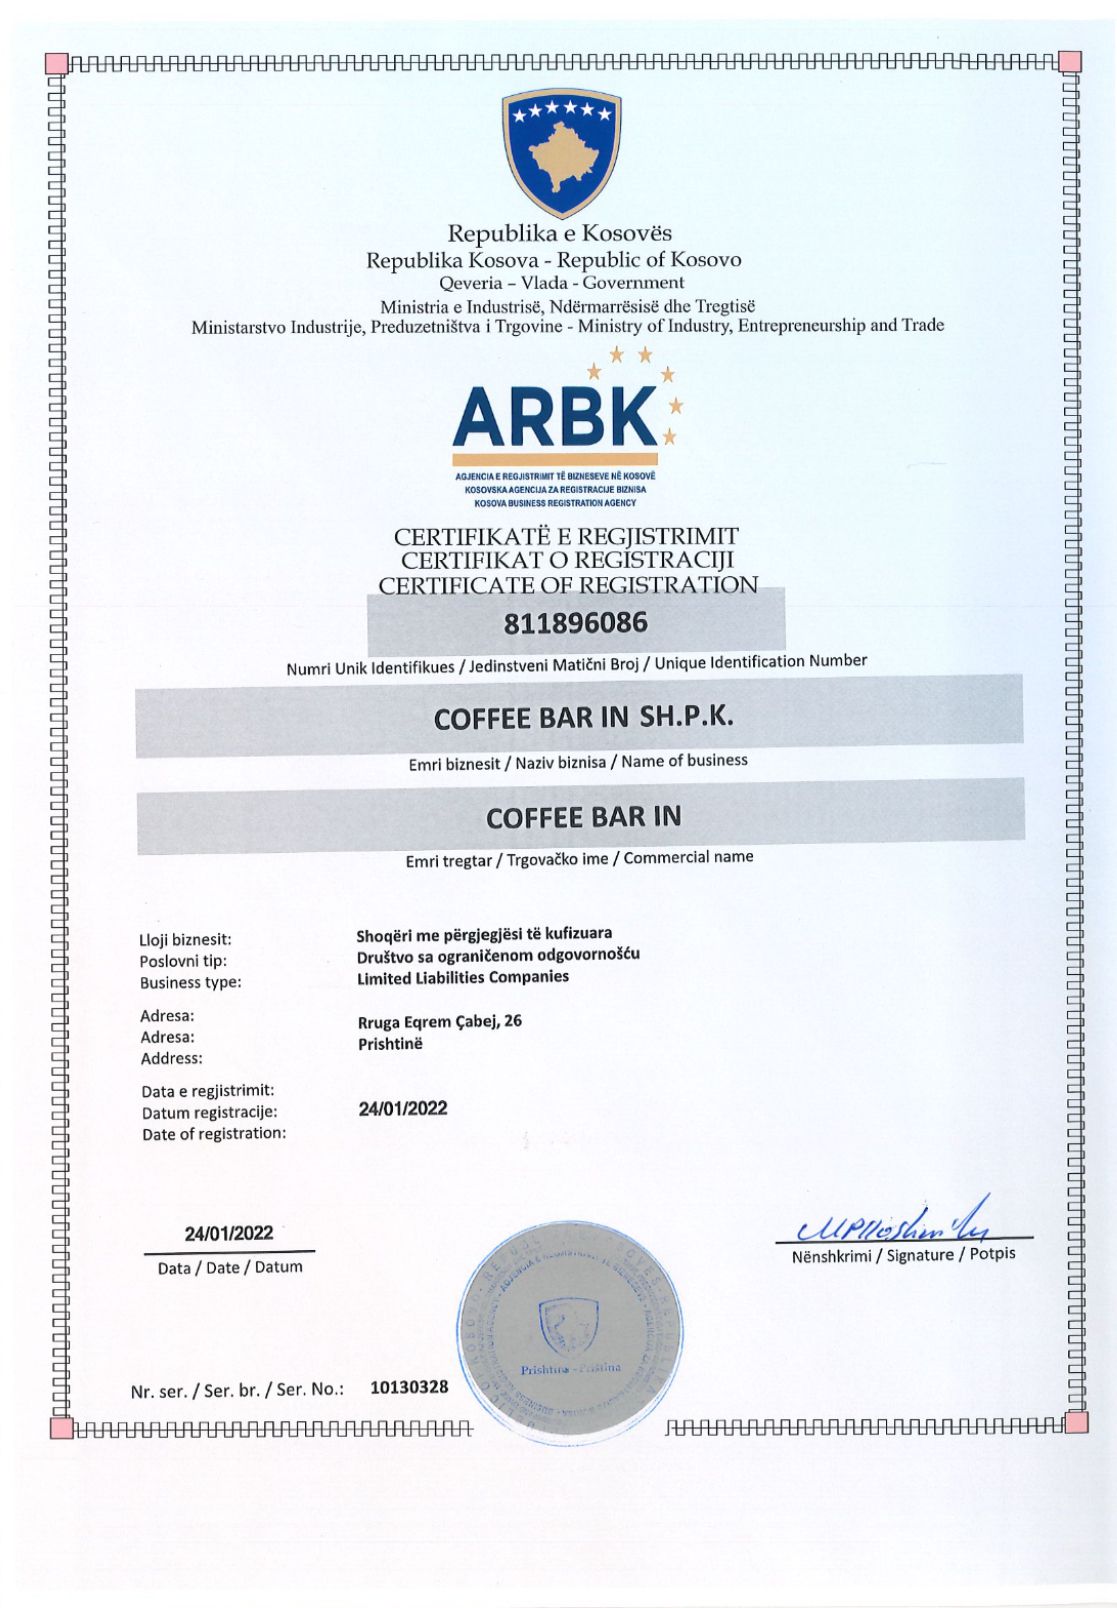 Republika e Kosovës
Republika Kosova - Republic of Kosovo
Qeveria – Vlada - Government
Ministria e Industrisë, Ndërmarrësisë dhe Tregtisë
Ministarstvo Industrije, Preduzetništva i Trgovine - Ministry of Industry, Entrepreneurship and Trade
ARBK
AGJENCIA E REGJISTRIMIT TË BIZNESEVE NË KOSOVË
KOSOVSKA AGENCIJA ZA REGISTRACIJE BIZNISA
KOSOVA BUSINESS REGISTRATION AGENCY
CERTIFIKATË E REGJISTRIMIT
CERTIFIKAT O REGISTRACIJI
CERTIFICATE OF REGISTRATION
811896086
Numri Unik Identifikues / Jedinstveni Matični Broj / Unique Identification Number
COFFEE BAR IN SH.P.K.
Emri biznesit / Naziv biznisa / Name of business
COFFEE BAR IN
Emri tregtar / Trgovačko ime / Commercial name
Lloji biznesit: Shoqëri me përgjegjësi të kufizuara
Poslovni tip: Društvo sa ograničenom odgovornošću
Business type: Limited Liabilities Companies
Adresa: Rruga Eqrem Çabej, 26
Adresa: Prishtinë
Address:
Data e regjistrimit:
Datum registracije: 24/01/2022
Date of registration:
24/01/2022
Data / Date / Datum
Nënshkrimi / Signature / Potpis
Prishtina - Priština
Nr. ser. / Ser. br. / Ser. No.: 10130328